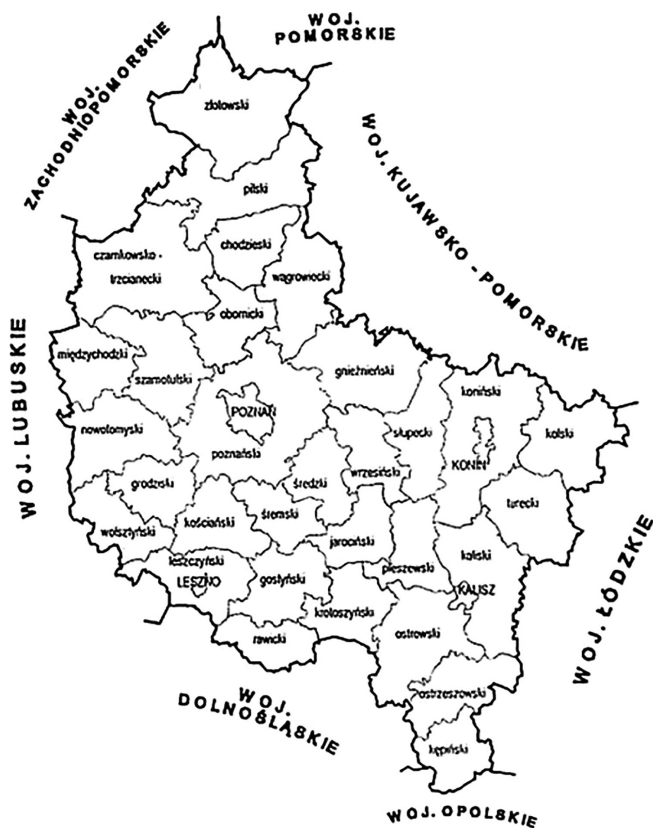 WOJ.
POMORSKIE
WOJ.
ZACHODNIOPOMORSKIE
złotowski
WOJ. KUJAWSKO - POMORSKIE
pilski
chodzieski
czarnkowsko -
trzcianecki
wągrowiecki
obornicki
WOJ. LUBUSKIE
międzychodzki
szamotulski
gnieźnieński
koniński
POZNAŃ
nowotomyski
słupecki
kolski
poznański
wrzesiński
KONIN
grodziski
średzki
turecki
kościański
śremski
wolsztyński
jarociński
kaliski
leszczyński
pleszewski
LESZNO
gostyński
KALISZ
krotoszyński
WOJ. ŁÓDZKIE
rawicki
ostrowski
ostrzeszowski
WOJ.
DOLNOŚLĄSKIE
kępiński
WOJ. OPOLSKIE